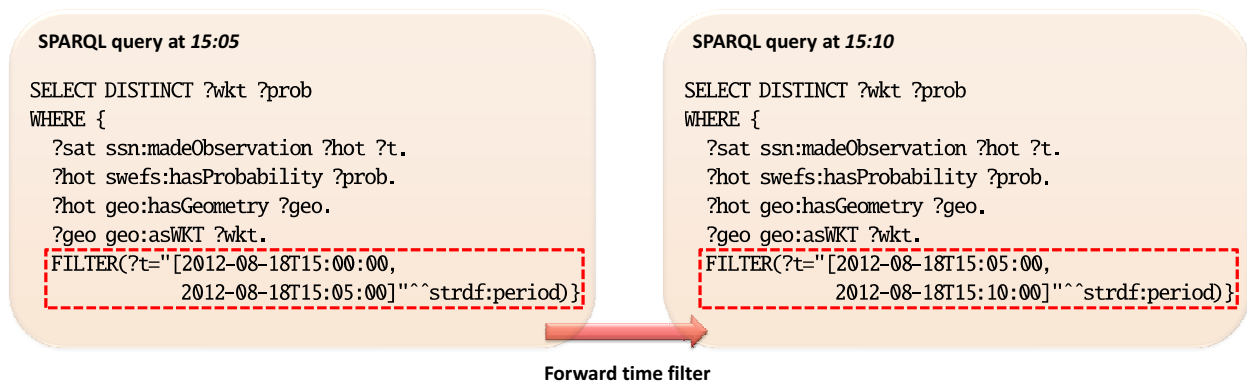 SPARQL query at 15:05
SELECT DISTINCT ?wkt ?prob
WHERE {
?sat ssn:madeObservation ?hot ?t.
?hot swefs:hasProbability ?prob.
?hot geo:hasGeometry ?geo.
?geo geo:asWKT ?wkt.
FILTER(?t="[2012-08-18T15:00:00,
2012-08-18T15:05:00]"^^strdf:period)}
SPARQL query at 15:10
SELECT DISTINCT ?wkt ?prob
WHERE {
?sat ssn:madeObservation ?hot ?t.
?hot swefs:hasProbability ?prob.
?hot geo:hasGeometry ?geo.
?geo geo:asWKT ?wkt.
FILTER(?t="[2012-08-18T15:05:00,
2012-08-18T15:10:00]"^^strdf:period)}
Forward time filter